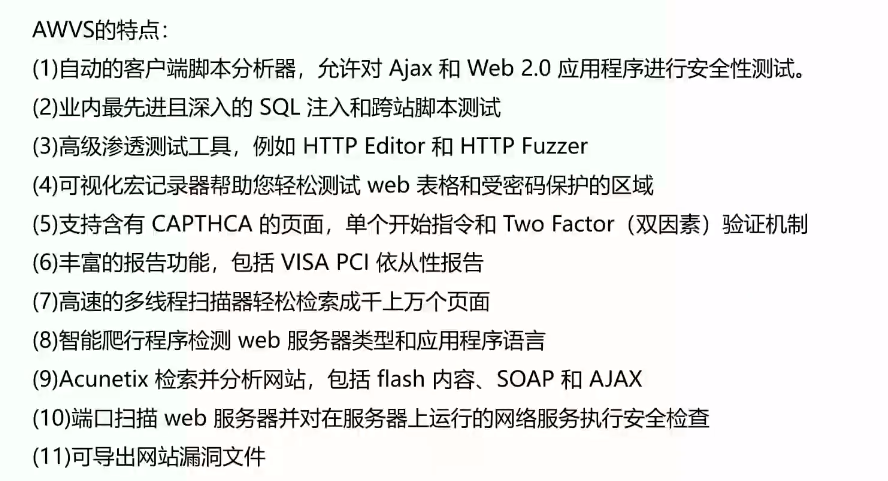 AWVS的特点：
(1)自动的客户端脚本分析器，允许对 Ajax 和 Web 2.0 应用程序进行安全性测试。
(2)业内最先进且深入的 SQL 注入和跨站脚本测试
(3)高级渗透测试工具，例如 HTTP Editor 和 HTTP Fuzzer
(4)可视化宏记录器帮助您轻松测试 web 表格和受密码保护的区域
(5)支持含有 CAPTHCA 的页面，单个开始指令和 Two Factor（双因素）验证机制
(6)丰富的报告功能，包括 VISA PCI 依从性报告
(7)高速的多线程扫描器轻松检索成千上万个页面
(8)智能爬行程序检测 web 服务器类型和应用程序语言
(9)Acunetix 检索并分析网站，包括 flash 内容、SOAP 和 AJAX
(10)端口扫描 web 服务器并对在服务器上运行的网络服务执行安全检查
(11)可导出网站漏洞文件